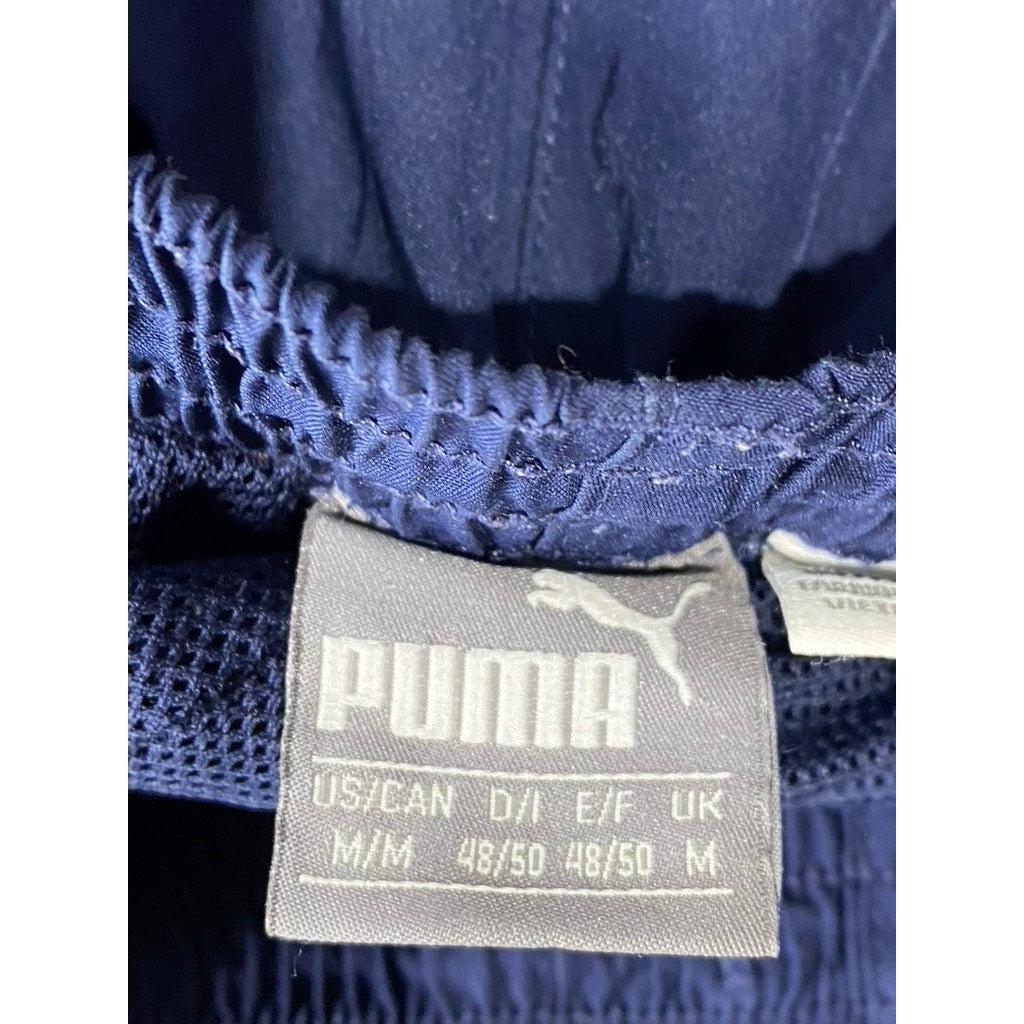 PUMA
US/CAN D/I E/F UK
M/M 48/50 48/50 M